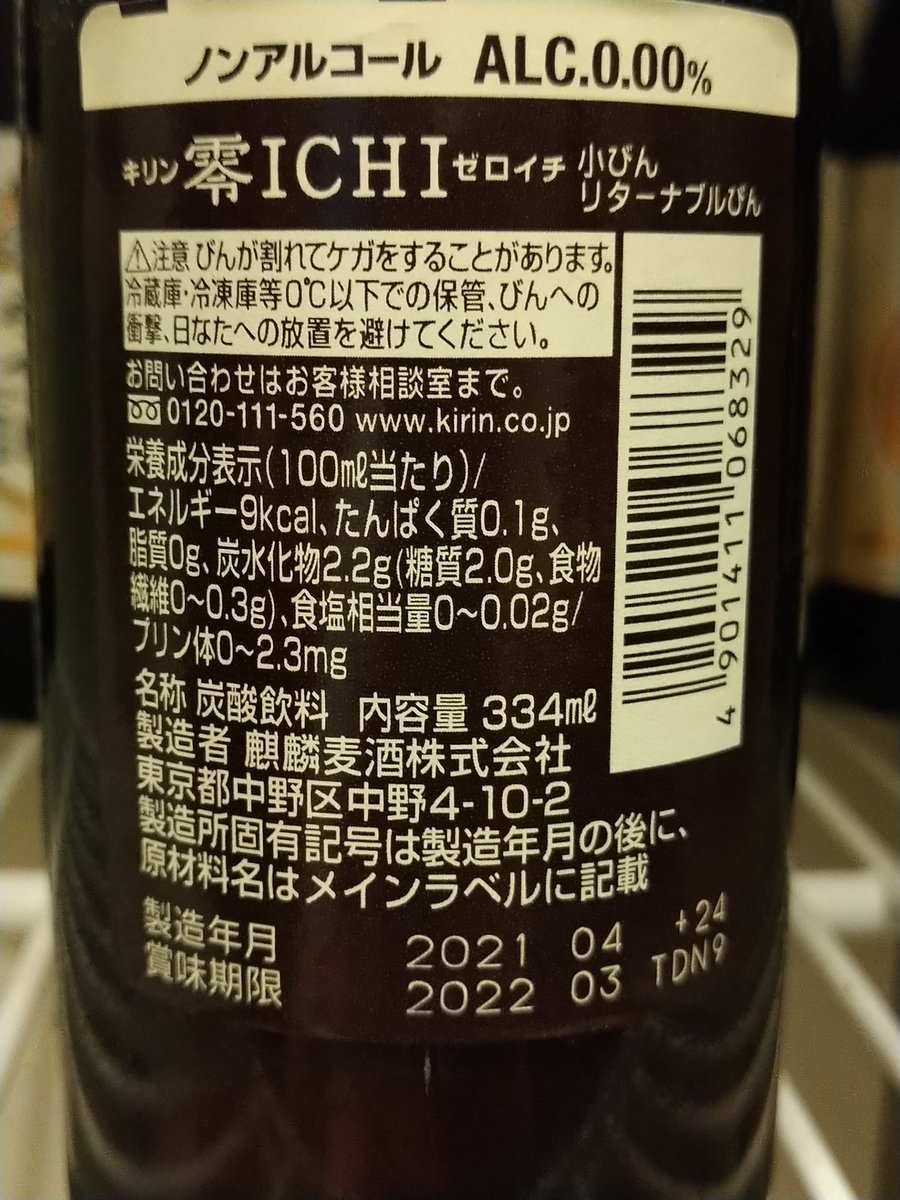 ノンアルコール ALC.0.00%
キリン 零ICHI ゼロイチ 小びん
リターナブルびん
⚠注意 びんが割れてケガをすることがあります。
冷蔵庫・冷凍庫等0℃以下での保管、びんへの
衝撃、日なたへの放置を避けてください。
お問い合わせはお客様相談室まで。
0120-111-560 www.kirin.co.jp
栄養成分表示(100㎖当たり)/
エネルギー9kcal、たんぱく質0.1g、
脂質0g、炭水化物2.2g(糖質2.0g、食物
繊維0~0.3g)、食塩相当量0~0.02g/
プリン体0~2.3mg
名称 炭酸飲料 内容量 334㎖
製造者 麒麟麦酒株式会社
東京都中野区中野4-10-2
製造所固有記号は製造年月の後に、
原材料名はメインラベルに記載
製造年月 2021 04 +24
賞味期限 2022 03 TDN9
4 901411 068329